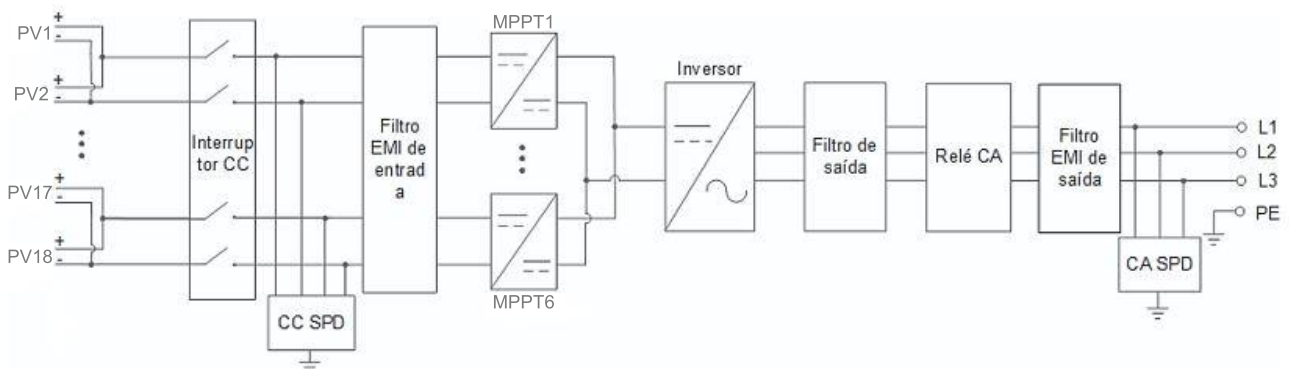 +
PV1
-
+
PV2
-
+
PV17
-
+
PV18
-
Interrup
tor CC
CC SPD
Filtro
EMI de
entrad
a
MPPT1
MPPT6
Inversor
Filtro de
saída
Relé CA
Filtro
EMI de
saída
L1
L2
L3
PE
CA SPD